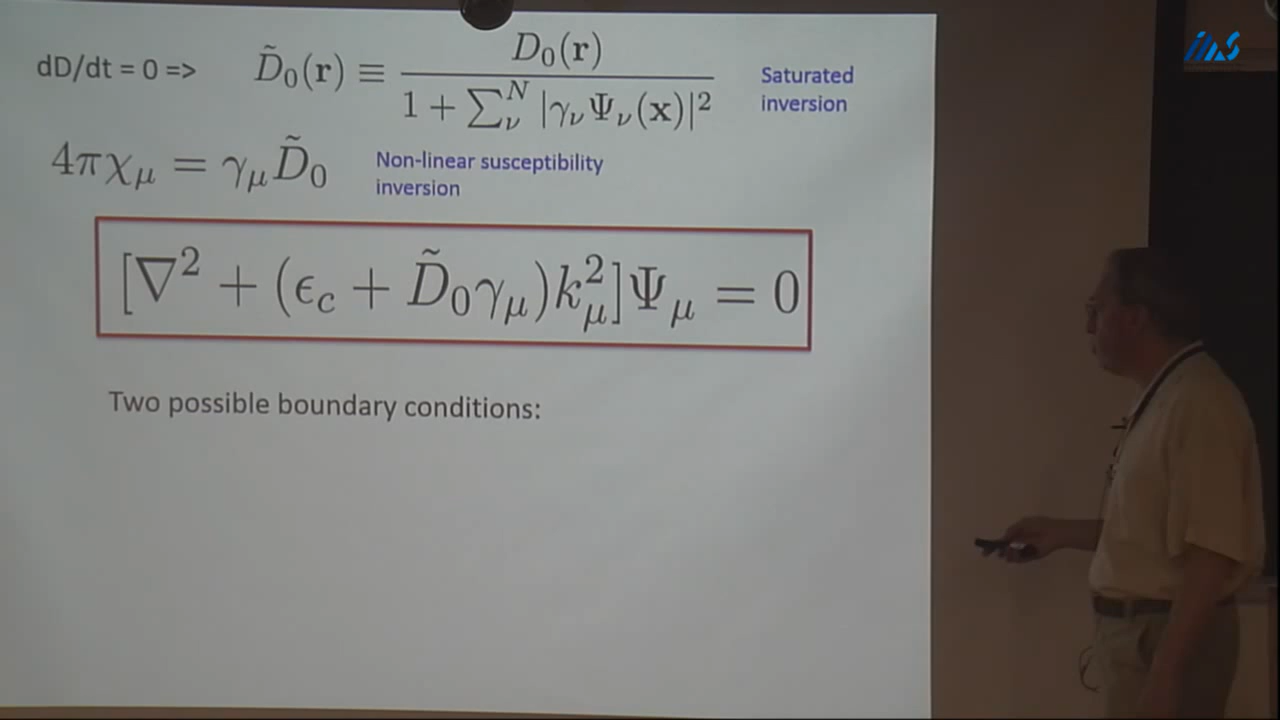 dD/dt = 0 => D̃₀(r) ≡ D₀(r) / (1 + ∑_ν^N |γ_ν Ψ_ν(x)|²)
Saturated
inversion
4πχ_μ = γ_μ D̃₀
Non-linear susceptibility
inversion
[∇² + (ϵ_c + D̃₀γ_μ)k_μ²]Ψ_μ = 0
Two possible boundary conditions: